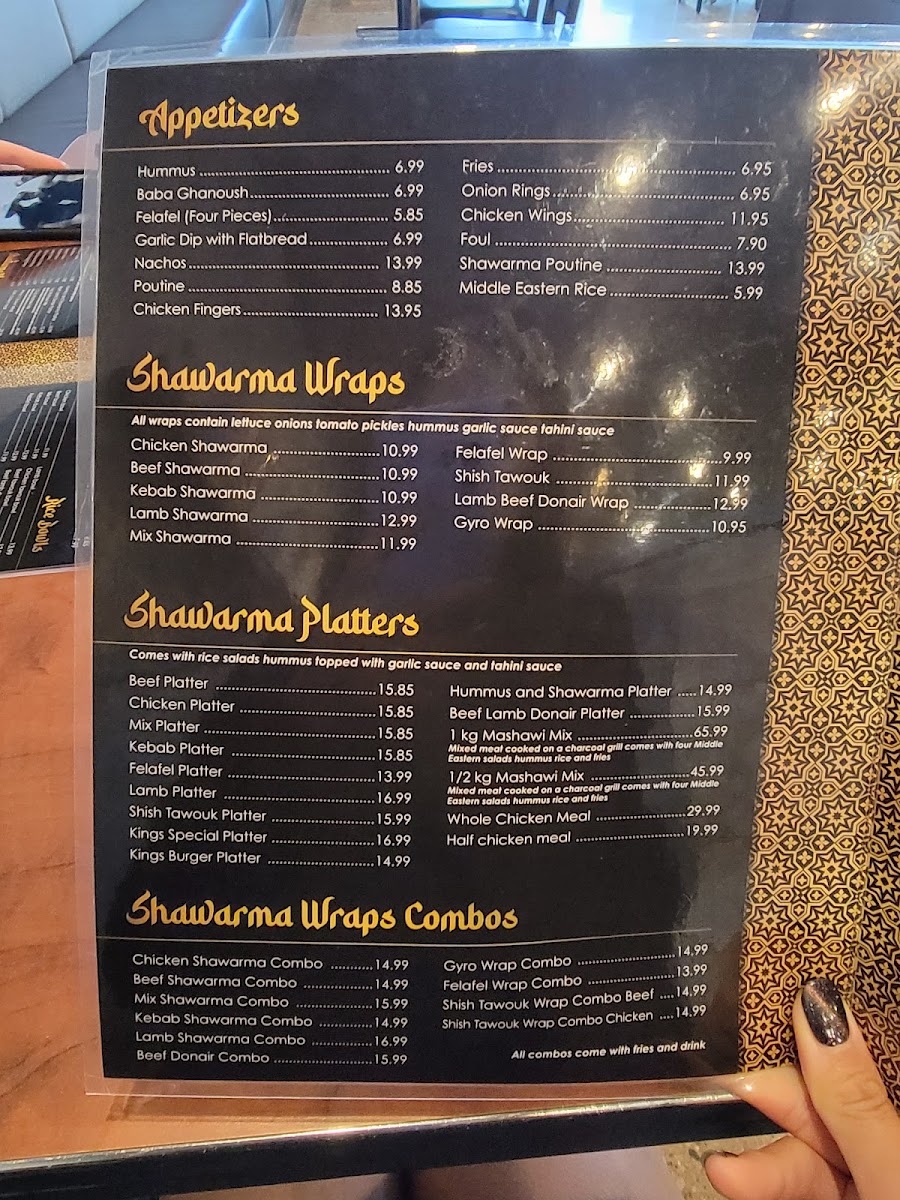 Appetizers
Hummus 6.99
Baba Ghanoush 6.99
Felafel (Four Pieces) 5.85
Garlic Dip with Flatbread 6.99
Nachos 13.99
Poutine 8.85
Chicken Fingers 13.95
Fries 6.95
Onion Rings 6.95
Chicken Wings 11.95
Foul 7.90
Shawarma Poutine 13.99
Middle Eastern Rice 5.99
Shawarma Wraps
All wraps contain lettuce onions tomato pickles hummus garlic sauce tahini sauce
Chicken Shawarma 10.99
Beef Shawarma 10.99
Kebab Shawarma 10.99
Lamb Shawarma 12.99
Mix Shawarma 11.99
Felafel Wrap 9.99
Shish Tawouk 11.99
Lamb Beef Donair Wrap 12.99
Gyro Wrap 10.95
Shawarma Platters
Comes with rice salads hummus topped with garlic sauce and tahini sauce
Beef Platter 15.85
Chicken Platter 15.85
Mix Platter 15.85
Kebab Platter 15.85
Felafel Platter 13.99
Lamb Platter 16.99
Shish Tawouk Platter 15.99
Kings Special Platter 16.99
Kings Burger Platter 14.99
Hummus and Shawarma Platter 14.99
Beef Lamb Donair Platter 15.99
1 kg Mashawi Mix 65.99
Mixed meat cooked on a charcoal grill comes with four Middle
Eastern salads hummus rice and fries
1/2 kg Mashawi Mix 45.99
Mixed meat cooked on a charcoal grill comes with four Middle
Eastern salads hummus rice and fries
Whole Chicken Meal 29.99
Half chicken meal 19.99
Shawarma Wraps Combos
Chicken Shawarma Combo 14.99
Beef Shawarma Combo 14.99
Mix Shawarma Combo 15.99
Kebab Shawarma Combo 14.99
Lamb Shawarma Combo 16.99
Beef Donair Combo 15.99
Gyro Wrap Combo 14.99
Felafel Wrap Combo 13.99
Shish Tawouk Wrap Combo Beef 14.99
Shish Tawouk Wrap Combo Chicken 14.99
All combos come with fries and drink